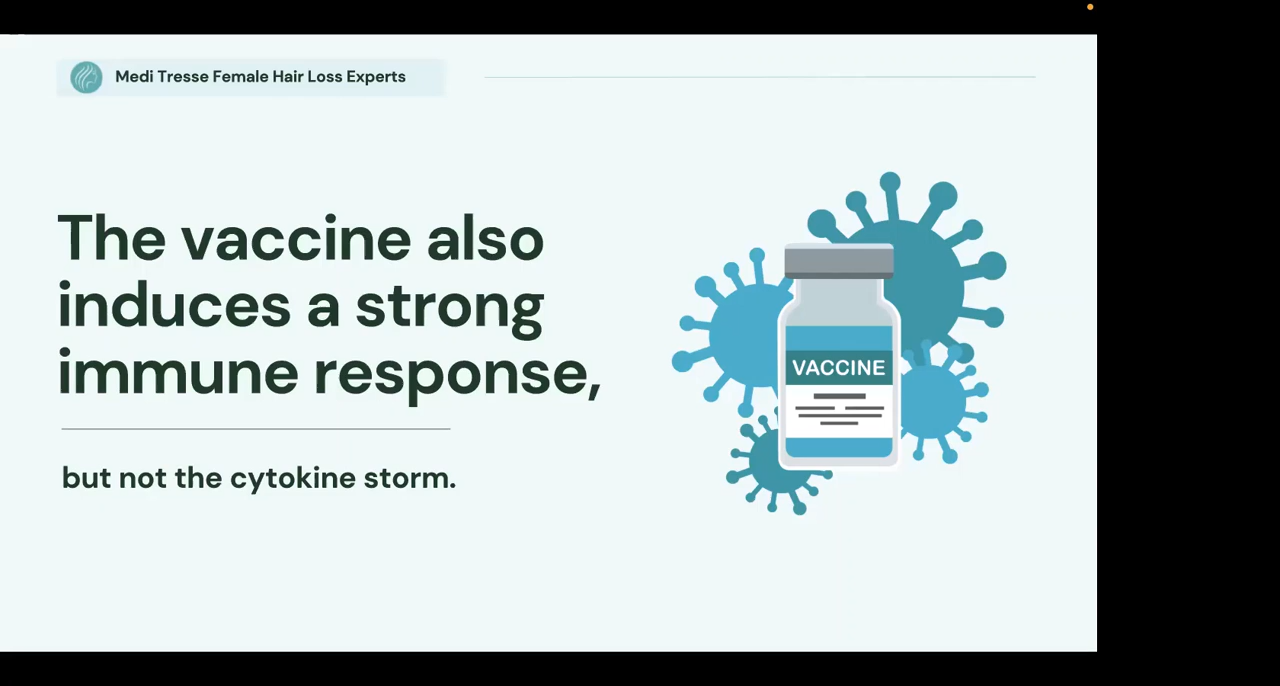 Medi Tresse Female Hair Loss Experts
The vaccine also
induces a strong
immune response,
but not the cytokine storm.
VACCINE